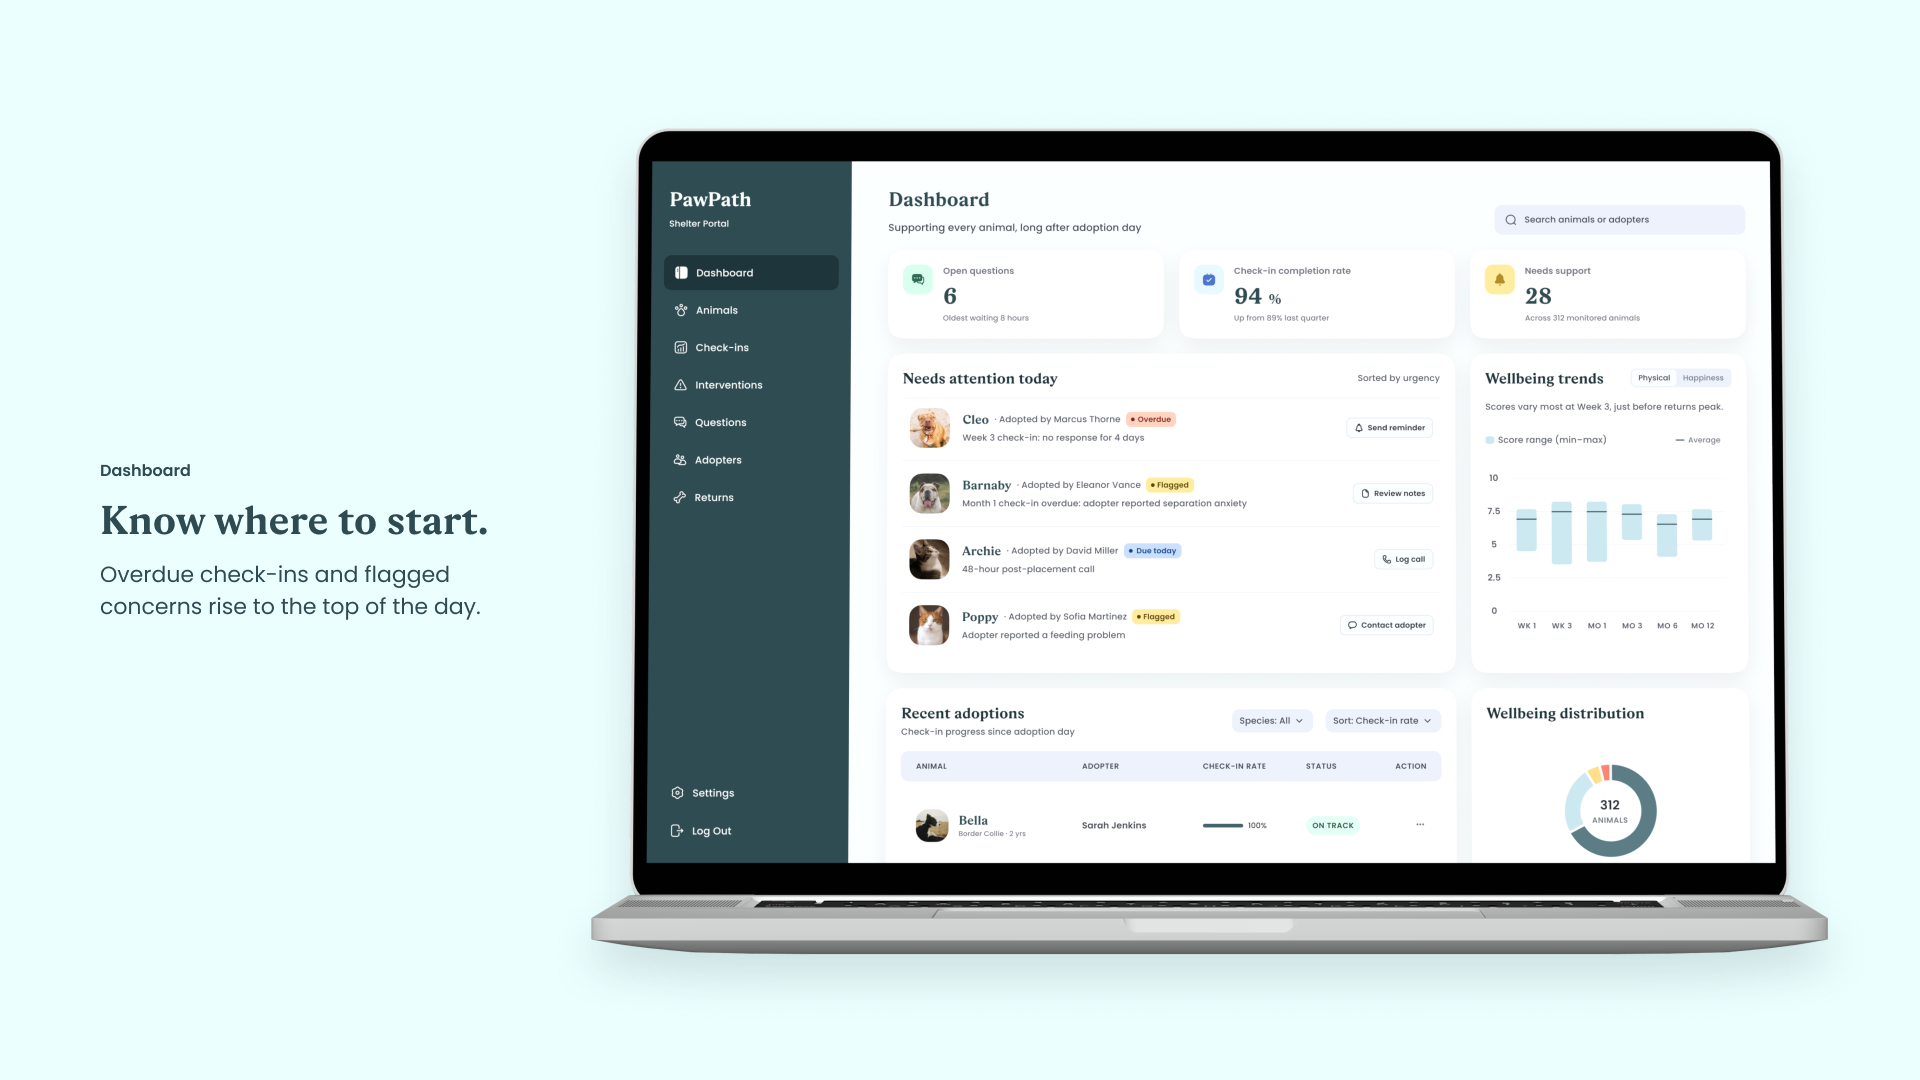 Dashboard
Know where to start.
Overdue check-ins and flagged
concerns rise to the top of the day.
PawPath
Shelter Portal
Dashboard
Animals
Check-ins
Interventions
Questions
Adopters
Returns
Settings
Log Out
Dashboard
Supporting every animal, long after adoption day
Search animals or adopters
Open questions
6
Oldest waiting 8 hours
Check-in completion rate
94 %
Up from 89% last quarter
Needs support
28
Across 312 monitored animals
Needs attention today
Sorted by urgency
Cleo · Adopted by Marcus Thorne Overdue
Week 3 check-in: no response for 4 days
Send reminder
Barnaby · Adopted by Eleanor Vance Flagged
Month 1 check-in overdue: adopter reported separation anxiety
Review notes
Archie · Adopted by David Miller Due today
48-hour post-placement call
Log call
Poppy · Adopted by Sofia Martinez Flagged
Adopter reported a feeding problem
Contact adopter
Wellbeing trends
Physical Happiness
Scores vary most at Week 3, just before returns peak.
Score range (min–max) Average
10
7.5
5
2.5
0
WK 1 WK 3 MO 1 MO 3 MO 6 MO 12
Recent adoptions
Check-in progress since adoption day
Species: All
Sort: Check-in rate
ANIMAL ADOPTER CHECK-IN RATE STATUS ACTION
Bella
Border Collie · 2 yrs
Sarah Jenkins
100%
ON TRACK
Wellbeing distribution
312
ANIMALS